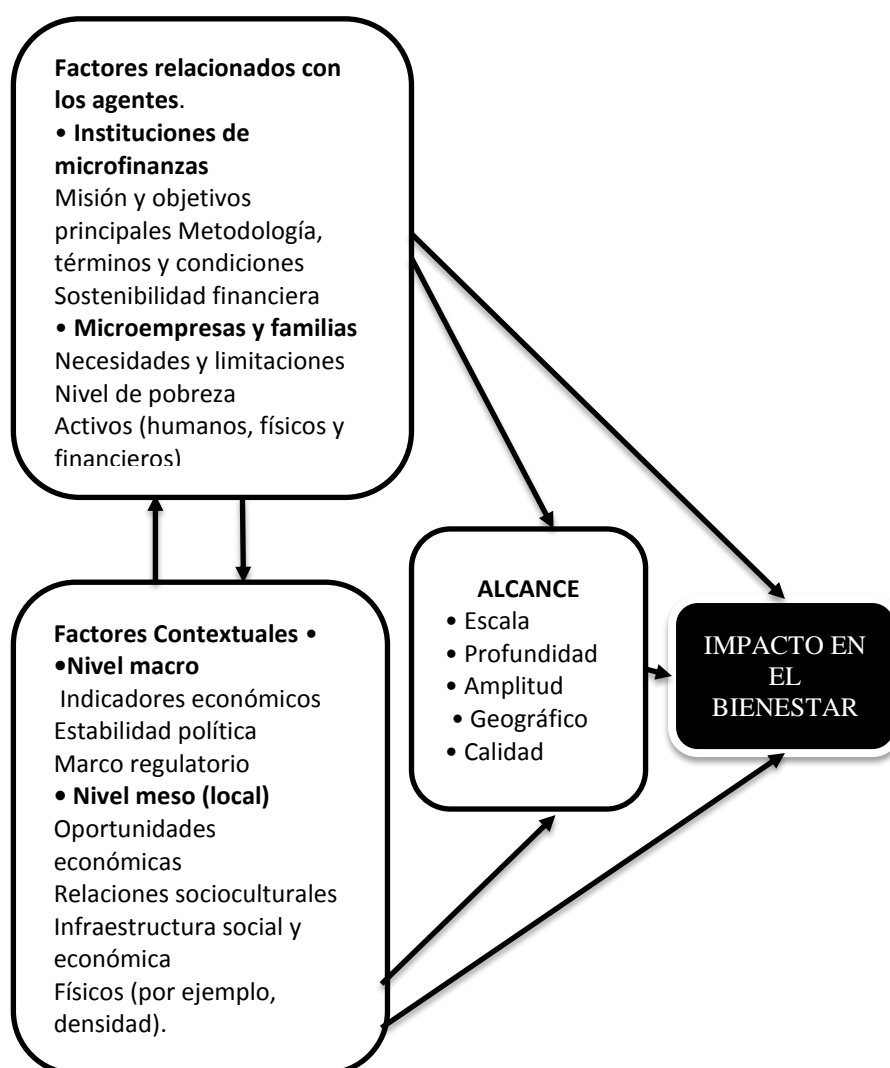 Factores relacionados con
los agentes.
• Instituciones de
microfinanzas
Misión y objetivos
principales Metodología,
términos y condiciones
Sostenibilidad financiera
• Microempresas y familias
Necesidades y limitaciones
Nivel de pobreza
Activos (humanos, físicos y
financieros)
Factores Contextuales •
•Nivel macro
Indicadores económicos
Estabilidad política
Marco regulatorio
• Nivel meso (local)
Oportunidades
económicas
Relaciones socioculturales
Infraestructura social y
económica
Físicos (por ejemplo,
densidad).
ALCANCE
• Escala
• Profundidad
• Amplitud
• Geográfico
• Calidad
IMPACTO EN
EL
BIENESTAR